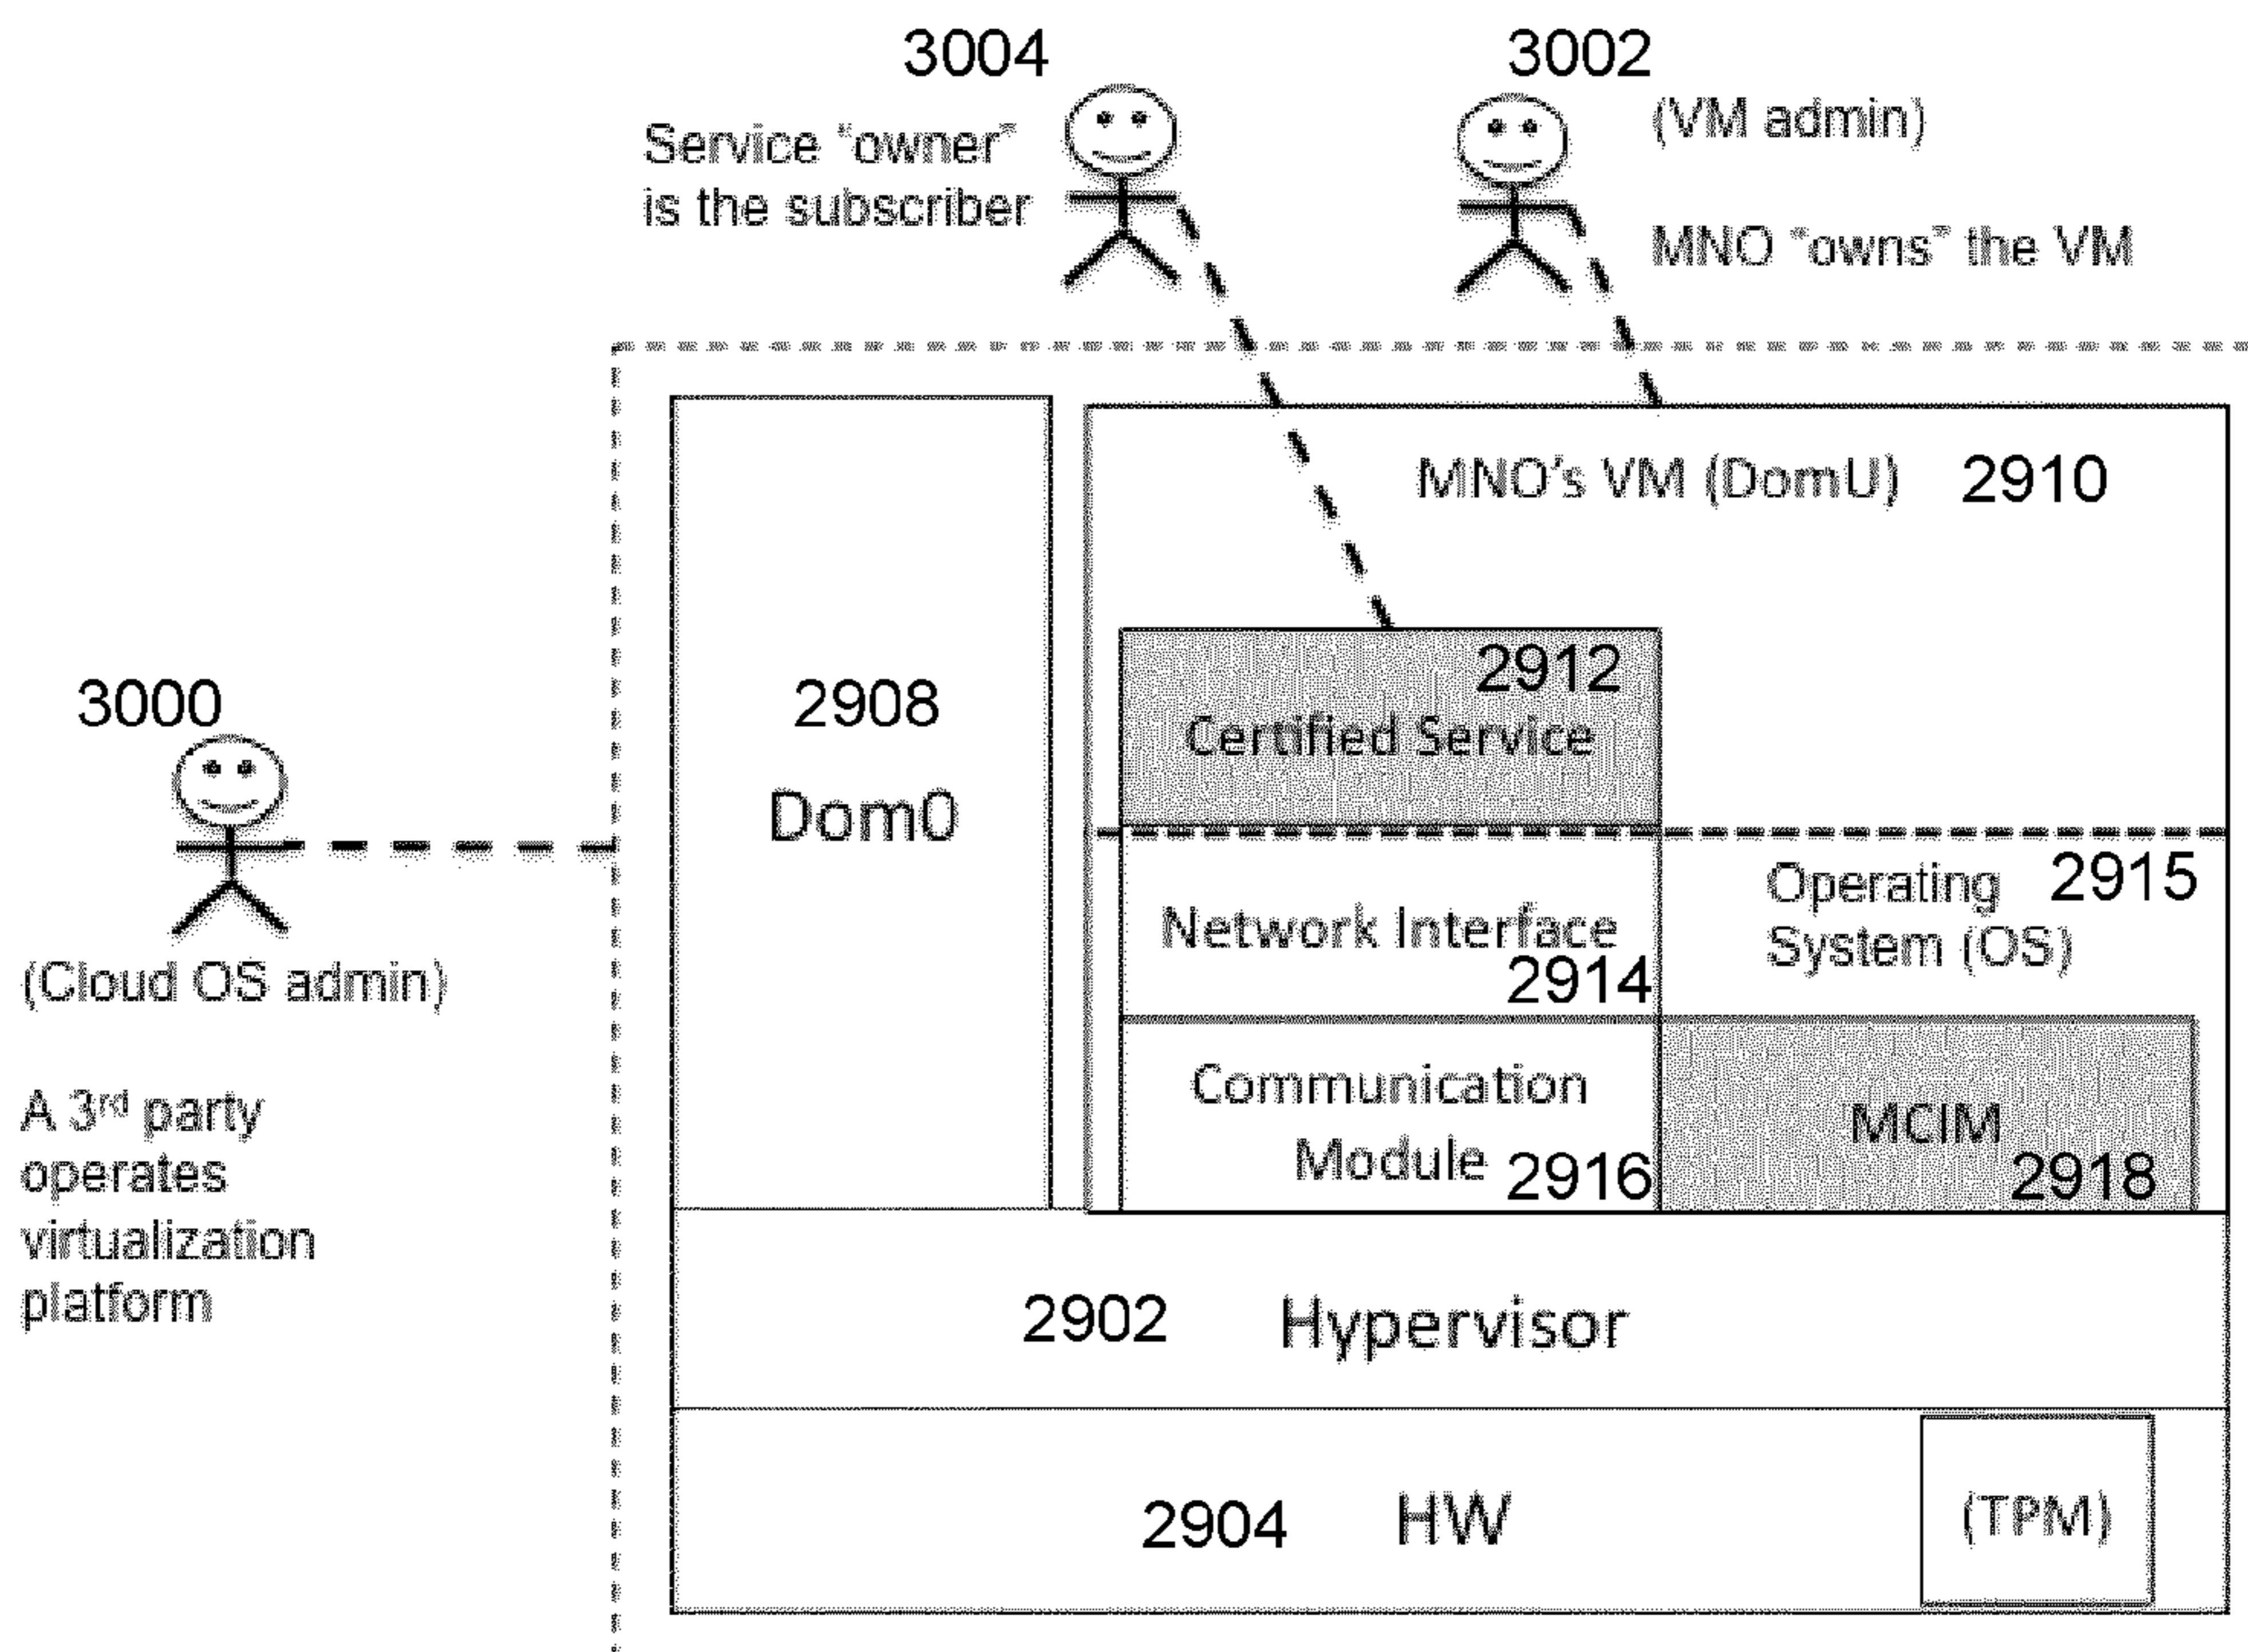 3004
3002
Service "owner"
is the subscriber
(VM admin)
MNO "owns" the VM
MNO's VM (DomU) 2910
3000
2908
Dom0
2912
Certified Service
Network Interface
2914
Operating 2915
System (OS)
(Cloud OS admin)
A 3rd party
operates
virtualization
platform
Communication
Module 2916
MCIM
2918
2902 Hypervisor
2904 HW
(TPM)